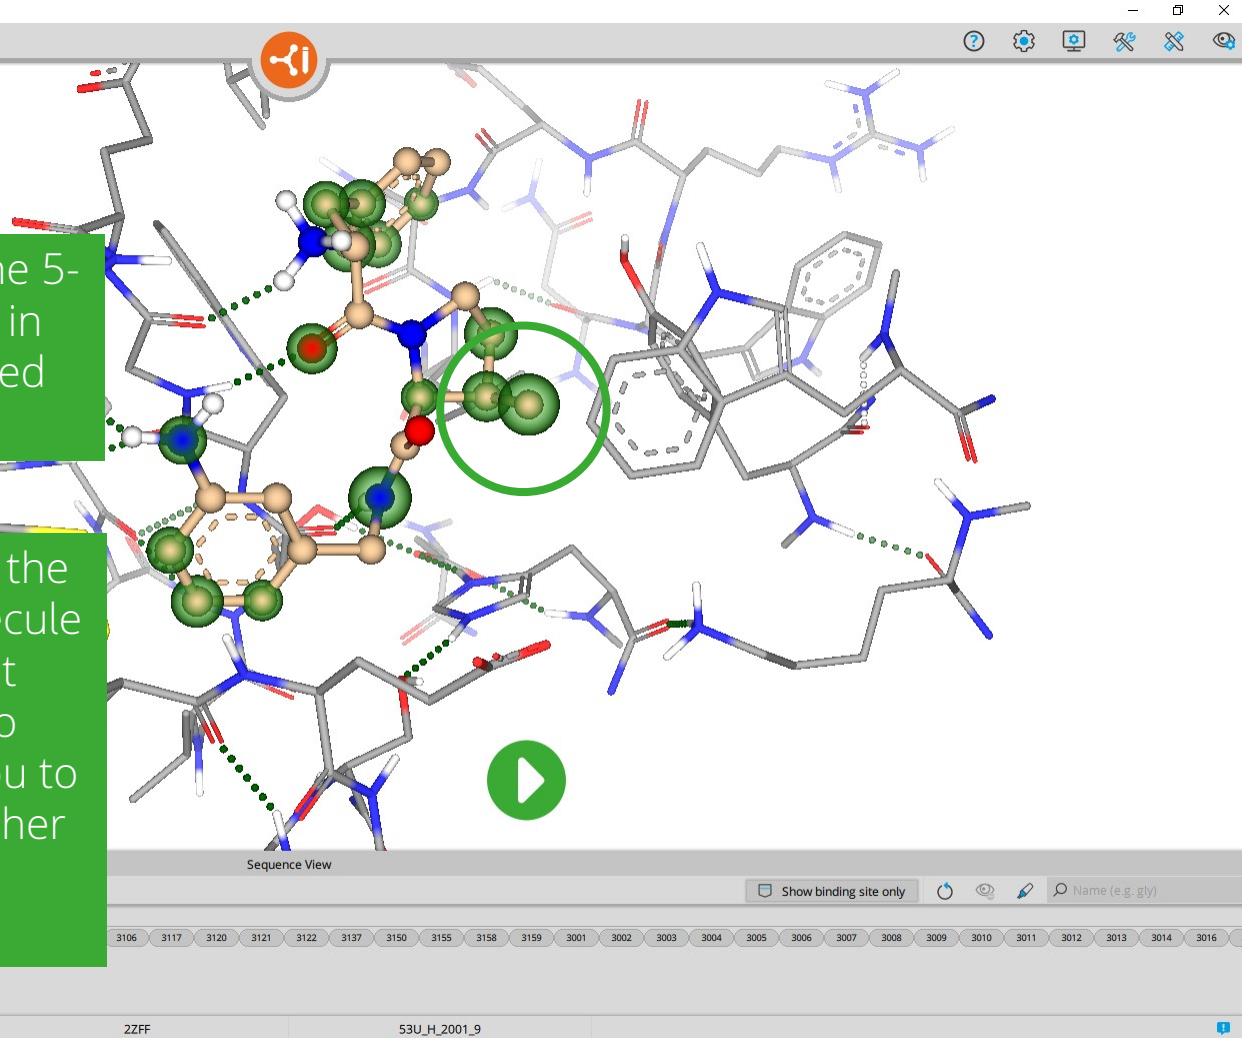 ne 5-
in
ed
the
ecule
t
o
u to
her
Sequence View
Show binding site only
Name (e.g. gly)
3106 3117 3120 3121 3122 3137 3150 3155 3158 3159 3001 3002 3003 3004 3005 3006 3007 3008 3009 3010 3011 3012 3013 3014 3016
2ZFF 53U_H_2001_9